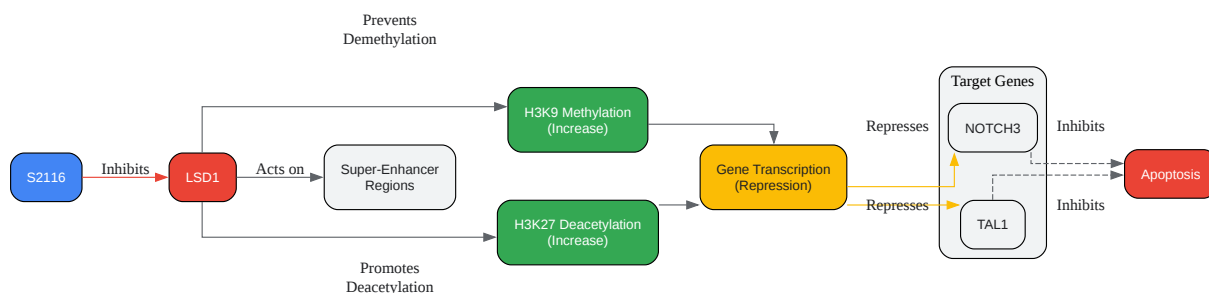 Prevents
Demethylation
Target Genes
H3K9 Methylation
(Increase)
Represses
NOTCH3
Inhibits
S2116
Inhibits
LSD1
Acts on
Super-Enhancer
Regions
Gene Transcription
(Repression)
Apoptosis
H3K27 Deacetylation
(Increase)
Represses
TAL1
Inhibits
Promotes
Deacetylation